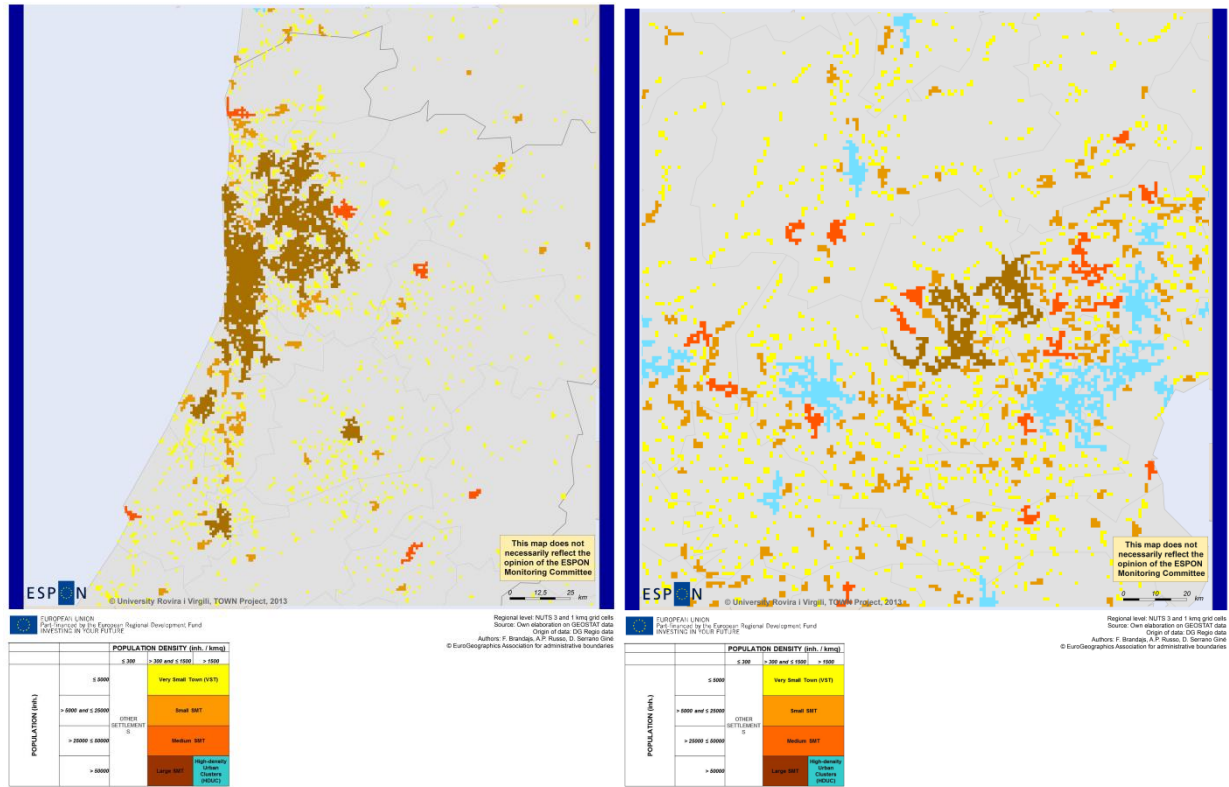 This map does not
necessarily reflect the
opinion of the ESPON
Monitoring Committee
ESPON
© University Rovira i Virgili, TOWN Project, 2013
0 12.5 25
km
EUROPEAN UNION
Part-financed by the European Regional Development Fund
INVESTING IN YOUR FUTURE
Regional level: NUTS 3 and 1 kmq grid cells
Source: Own elaboration on GEOSTAT data
Origin of data: DG Regio data
Authors: F. Brandajs, A.P. Russo, D. Serrano Giné
© EuroGeographics Association for administrative boundaries
POPULATION DENSITY (inh. / kmq)
≤ 300 > 300 and ≤ 1500 > 1500
POPULATION (inh.)
≤ 5000
Very Small Town (VST)
> 5000 and ≤ 25000
OTHER
SETTLEMENT
S
Small SMT
> 25000 ≤ 50000
Medium SMT
> 50000
Large SMT
High-density
Urban
Clusters
(HDUC)
This map does not
necessarily reflect the
opinion of the ESPON
Monitoring Committee
ESPON
© University Rovira i Virgili, TOWN Project, 2013
0 10 20
km
EUROPEAN UNION
Part-financed by the European Regional Development Fund
INVESTING IN YOUR FUTURE
Regional level: NUTS 3 and 1 kmq grid cells
Source: Own elaboration on GEOSTAT data
Origin of data: DG Regio data
Authors: F. Brandajs, A.P. Russo, D. Serrano Giné
© EuroGeographics Association for administrative boundaries
POPULATION DENSITY (inh. / kmq)
≤ 300 > 300 and ≤ 1500 > 1500
POPULATION (inh.)
≤ 5000
Very Small Town (VST)
> 5000 and ≤ 25000
OTHER
SETTLEMENT
S
Small SMT
> 25000 ≤ 50000
Medium SMT
> 50000
Large SMT
High-density
Urban
Clusters
(HDUC)